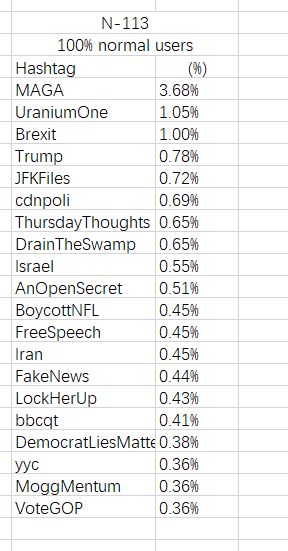 N-113
100% normal users
Hashtag (%)
MAGA 3.68%
UraniumOne 1.05%
Brexit 1.00%
Trump 0.78%
JFKFiles 0.72%
cdnpoli 0.69%
ThursdayThoughts 0.65%
DrainTheSwamp 0.65%
Israel 0.55%
AnOpenSecret 0.51%
BoycottNFL 0.45%
FreeSpeech 0.45%
Iran 0.45%
FakeNews 0.44%
LockHerUp 0.43%
bbcqt 0.41%
DemocratLiesMatte 0.38%
yyc 0.36%
MoggMentum 0.36%
VoteGOP 0.36%